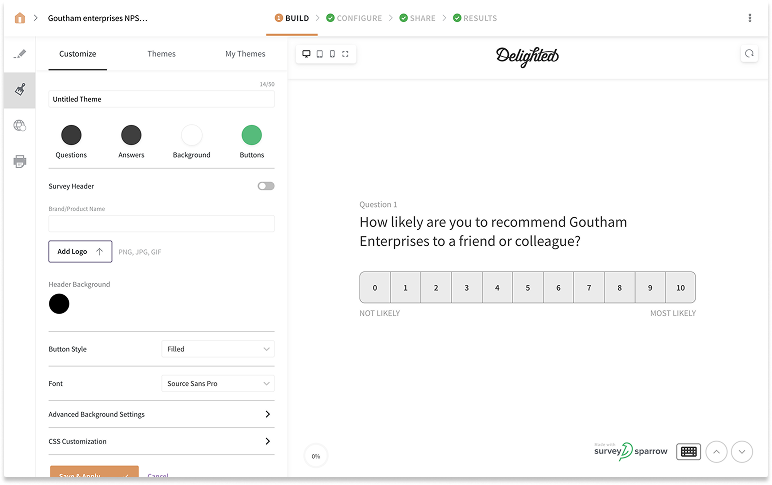 Goutham enterprises NPS...
BUILD
CONFIGURE
SHARE
RESULTS
Customize
Themes
My Themes
14/50
Untitled Theme
Questions
Answers
Background
Buttons
Survey Header
Brand/Product Name
Add Logo
PNG, JPG, GIF
Header Background
Button Style
Filled
Font
Source Sans Pro
Advanced Background Settings
CSS Customization
Save & Apply
Cancel
Delighted
Question 1
How likely are you to recommend Goutham
Enterprises to a friend or colleague?
0 1 2 3 4 5 6 7 8 9 10
NOT LIKELY
MOST LIKELY
0%
Made with
survey sparrow